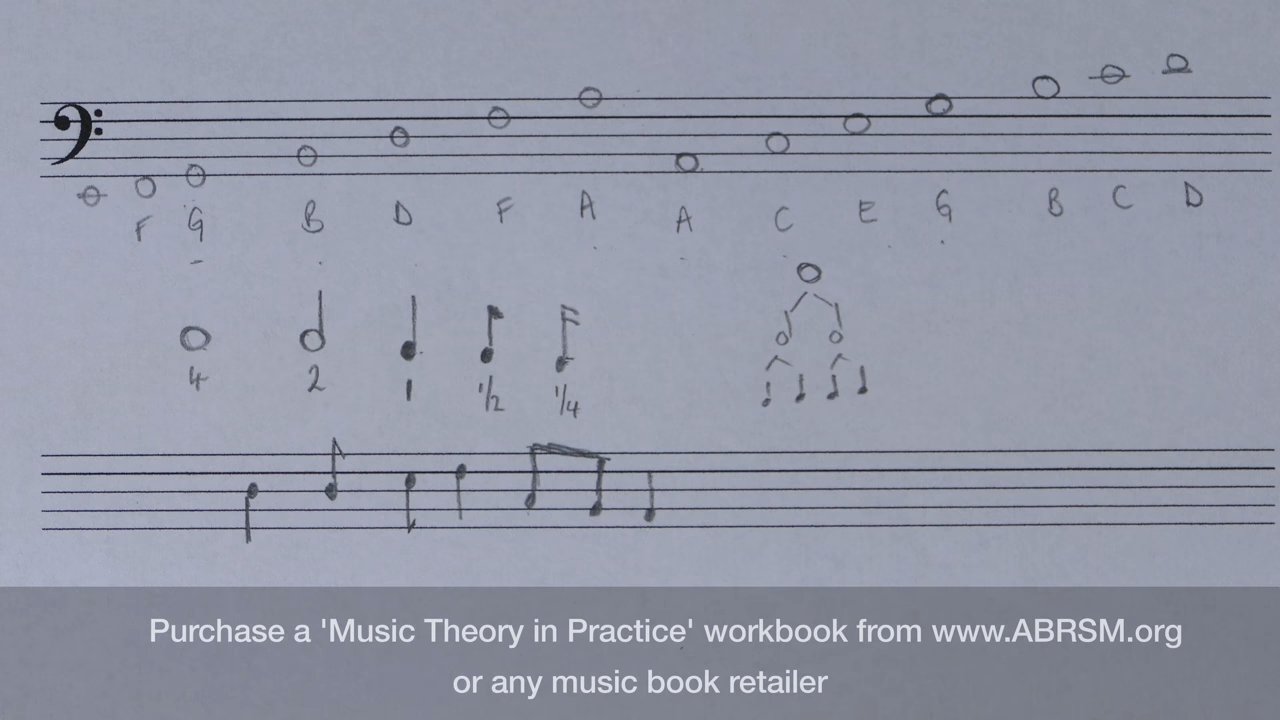 F G B D F A A C E G B C D
4 2 1 1/2 1/4
Purchase a 'Music Theory in Practice' workbook from www.ABRSM.org
or any music book retailer